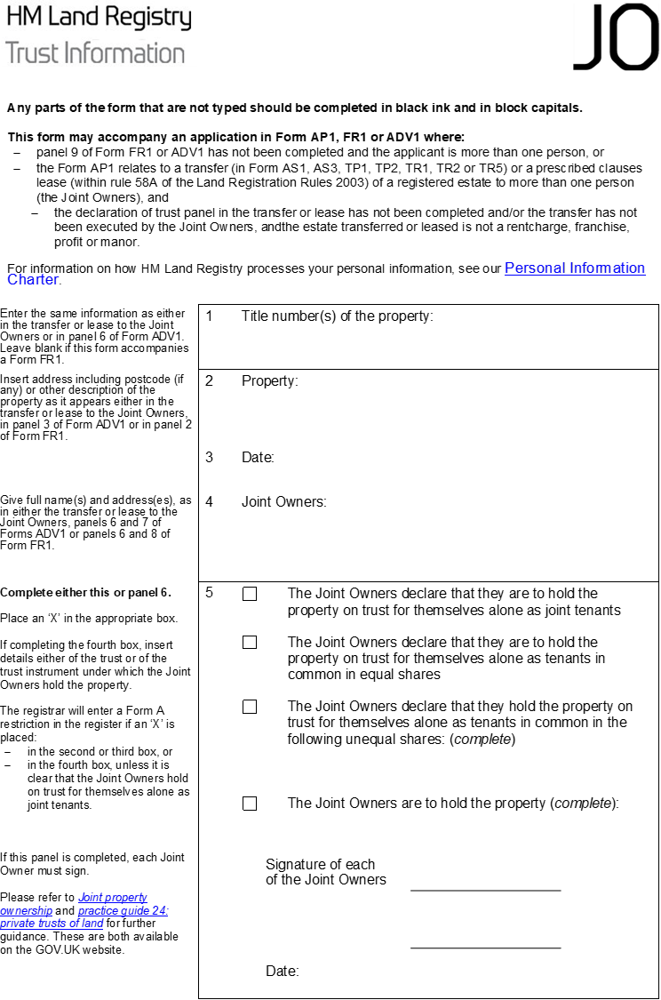 HM Land Registry
Trust Information
JO
Any parts of the form that are not typed should be completed in black ink and in block capitals.
This form may accompany an application in Form AP1, FR1 or ADV1 where:
– panel 9 of Form FR1 or ADV1 has not been completed and the applicant is more than one person, or
– the Form AP1 relates to a transfer (in Form AS1, AS3, TP1, TP2, TR1, TR2 or TR5) or a prescribed clauses
lease (within rule 58A of the Land Registration Rules 2003) of a registered estate to more than one person
(the Joint Owners), and
– the declaration of trust panel in the transfer or lease has not been completed and/or the transfer has not
been executed by the Joint Owners, andthe estate transferred or leased is not a rentcharge, franchise,
profit or manor.
For information on how HM Land Registry processes your personal information, see our Personal Information
Charter.
Enter the same information as either
in the transfer or lease to the Joint
Owners or in panel 6 of Form ADV1.
Leave blank if this form accompanies
a Form FR1.
1 Title number(s) of the property:
Insert address including postcode (if
any) or other description of the
property as it appears either in the
transfer or lease to the Joint Owners,
in panel 3 of Form ADV1 or in panel 2
of Form FR1.
2 Property:
3 Date:
Give full name(s) and address(es), as
in either the transfer or lease to the
Joint Owners, panels 6 and 7 of
Forms ADV1 or panels 6 and 8 of
Form FR1.
4 Joint Owners:
Complete either this or panel 6.
Place an ‘X’ in the appropriate box.
If completing the fourth box, insert
details either of the trust or of the
trust instrument under which the Joint
Owners hold the property.
The registrar will enter a Form A
restriction in the register if an ‘X’ is
placed:
– in the second or third box, or
– in the fourth box, unless it is
clear that the Joint Owners hold
on trust for themselves alone as
joint tenants.
If this panel is completed, each Joint
Owner must sign.
Please refer to Joint property
ownership and practice guide 24:
private trusts of land for further
guidance. These are both available
on the GOV.UK website.
5 The Joint Owners declare that they are to hold the
property on trust for themselves alone as joint tenants
The Joint Owners declare that they are to hold the
property on trust for themselves alone as tenants in
common in equal shares
The Joint Owners declare that they hold the property on
trust for themselves alone as tenants in common in the
following unequal shares: (complete)
The Joint Owners are to hold the property (complete):
Signature of each
of the Joint Owners
Date: